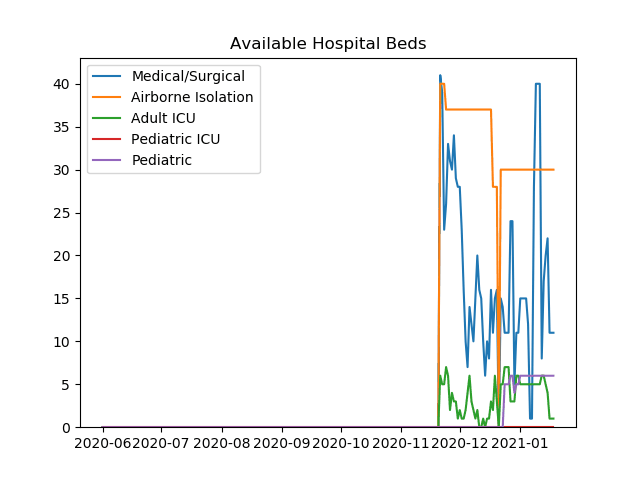 Available Hospital Beds
40
35
30
25
20
15
10
5
0
Medical/Surgical
Airborne Isolation
Adult ICU
Pediatric ICU
Pediatric
2020-06 2020-07 2020-08 2020-09 2020-10 2020-11 2020-12 2021-01